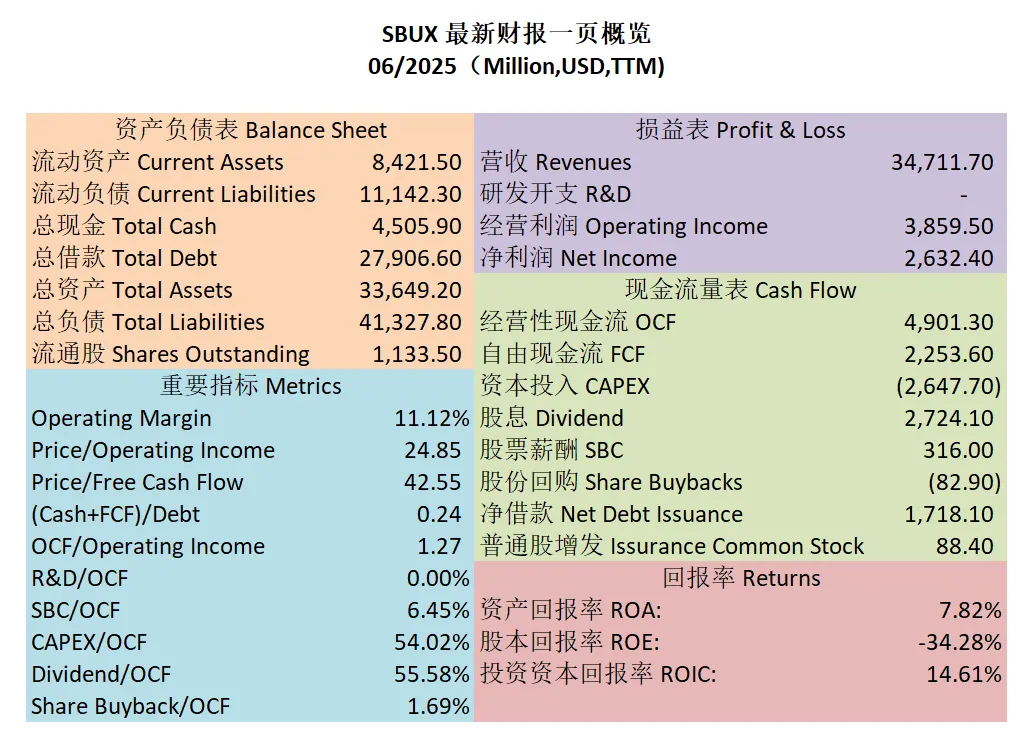 SBUX 最新财报一页概览
06/2025（Million,USD,TTM)
资产负债表 Balance Sheet
流动资产 Current Assets 8,421.50
流动负债 Current Liabilities 11,142.30
总现金 Total Cash 4,505.90
总借款 Total Debt 27,906.60
总资产 Total Assets 33,649.20
总负债 Total Liabilities 41,327.80
流通股 Shares Outstanding 1,133.50
重要指标 Metrics
Operating Margin 11.12%
Price/Operating Income 24.85
Price/Free Cash Flow 42.55
(Cash+FCF)/Debt 0.24
OCF/Operating Income 1.27
R&D/OCF 0.00%
SBC/OCF 6.45%
CAPEX/OCF 54.02%
Dividend/OCF 55.58%
Share Buyback/OCF 1.69%
损益表 Profit & Loss
营收 Revenues 34,711.70
研发开支 R&D -
经营利润 Operating Income 3,859.50
净利润 Net Income 2,632.40
现金流量表 Cash Flow
经营性现金流 OCF 4,901.30
自由现金流 FCF 2,253.60
资本投入 CAPEX (2,647.70)
股息 Dividend 2,724.10
股票薪酬 SBC 316.00
股份回购 Share Buybacks (82.90)
净借款 Net Debt Issuance 1,718.10
普通股增发 Issurance Common Stock 88.40
回报率 Returns
资产回报率 ROA: 7.82%
股本回报率 ROE: -34.28%
投资资本回报率 ROIC: 14.61%